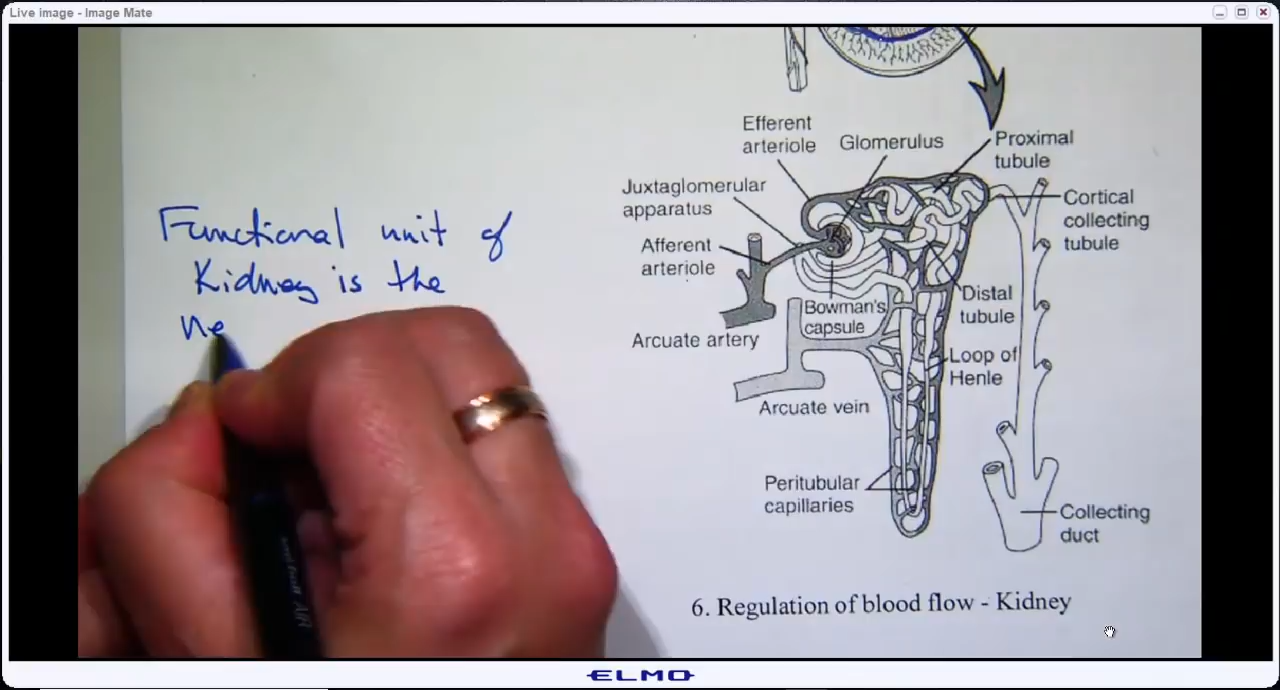 Live image - Image Mate
Functional unit of
Kidney is the
ne
Efferent
arteriole
Glomerulus
Proximal
tubule
Juxtaglomerular
apparatus
Cortical
collecting
tubule
Afferent
arteriole
Bowman's
capsule
Distal
tubule
Arcuate artery
Loop of
Henle
Arcuate vein
Peritubular
capillaries
Collecting
duct
6. Regulation of blood flow - Kidney
ELMO